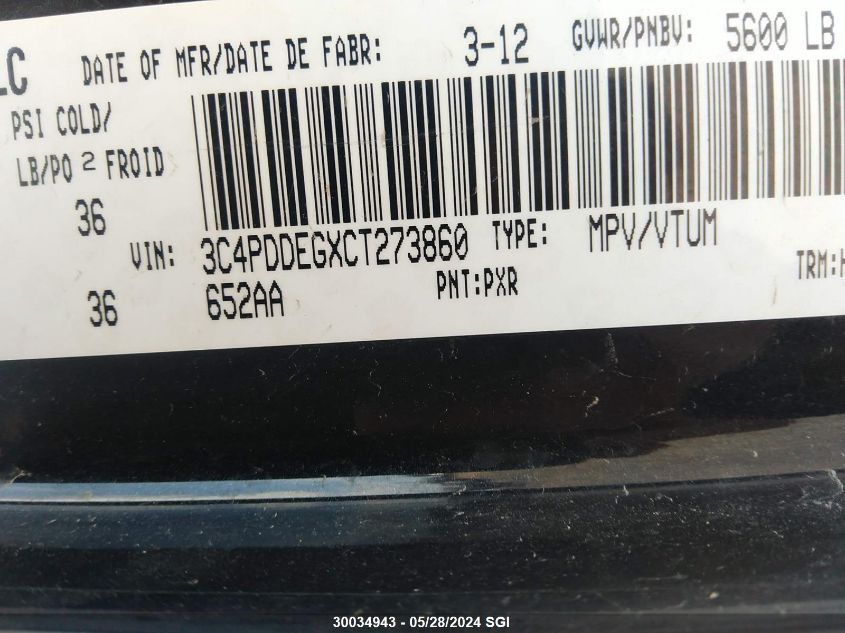 LC DATE OF MFR/DATE DE FABR: 3-12 GVWR/PNBV: 5600 LB
PSI COLD/
LB/PO 2 FROID
36
VIN: 3C4PDDEGXCT273860 TYPE: MPV/VTUM
36 652AA PNT:PXR TRM:H
30034943 - 05/28/2024 SGI